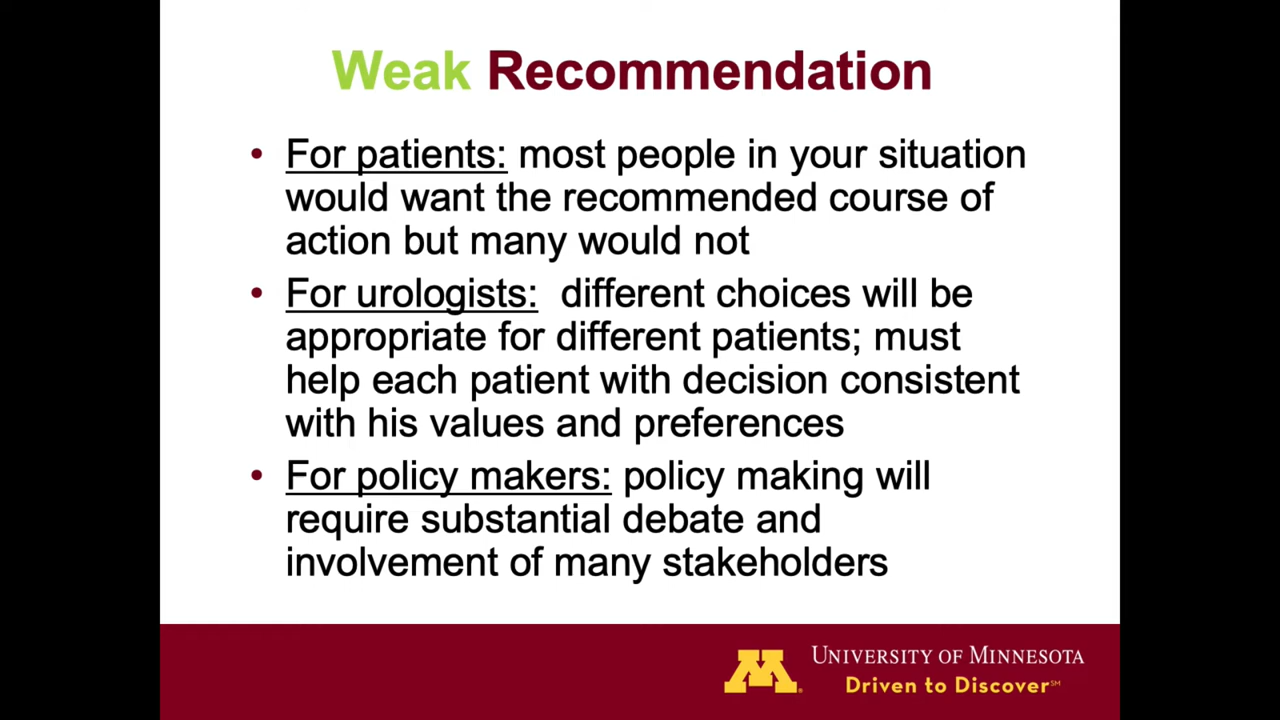 Weak Recommendation
• For patients: most people in your situation
would want the recommended course of
action but many would not
• For urologists:  different choices will be
appropriate for different patients; must
help each patient with decision consistent
with his values and preferences
• For policy makers: policy making will
require substantial debate and
involvement of many stakeholders
M
UNIVERSITY OF MINNESOTA
Driven to Discover℠